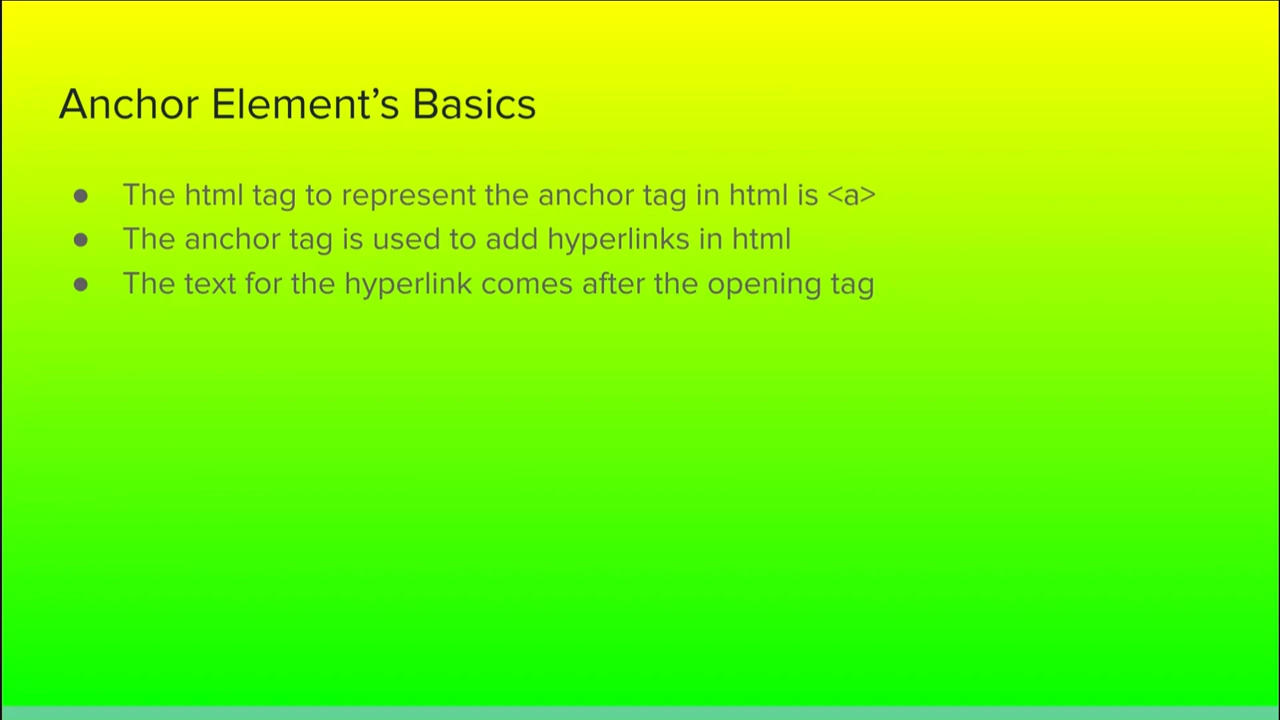 Anchor Element’s Basics
● The html tag to represent the anchor tag in html is <a>
● The anchor tag is used to add hyperlinks in html
● The text for the hyperlink comes after the opening tag